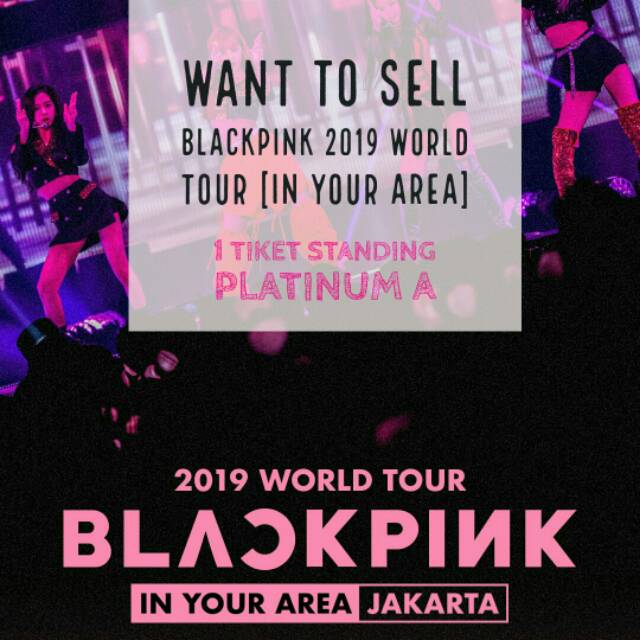 WANT TO SELL
BLACKPINK 2019 WORLD
TOUR [IN YOUR AREA]
1 TIKET STANDING
PLATINUM A
2019 WORLD TOUR
BLACKPINK
IN YOUR AREA JAKARTA